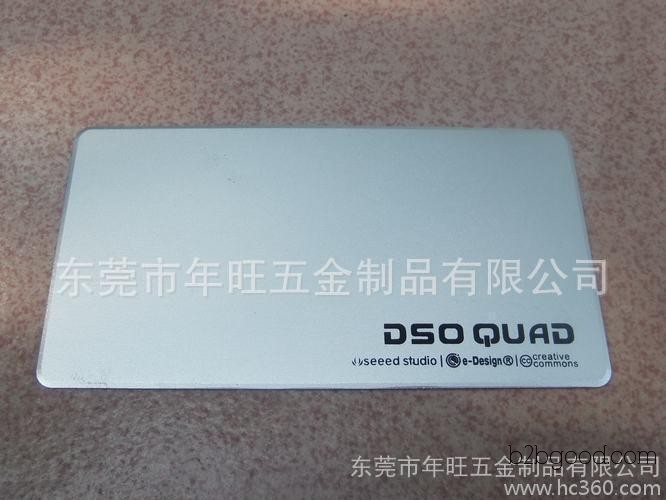 东莞市年旺五金制品有限公司
DSO QUAD
seeed studio | e-Design® | cc creative commons
b2bgood.com
东莞市年旺五金制品有限公司
www.hc360.com